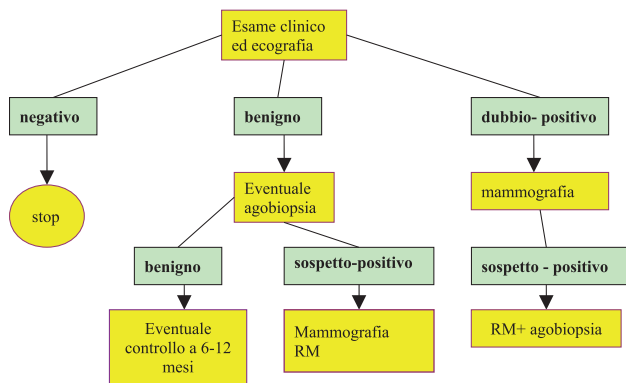 Esame clinico
ed ecografia
negativo
benigno
dubbio- positivo
stop
Eventuale
agobiopsia
mammografia
benigno
sospetto-positivo
sospetto - positivo
Eventuale
controllo a 6-12
mesi
Mammografia
RM
RM+ agobiopsia